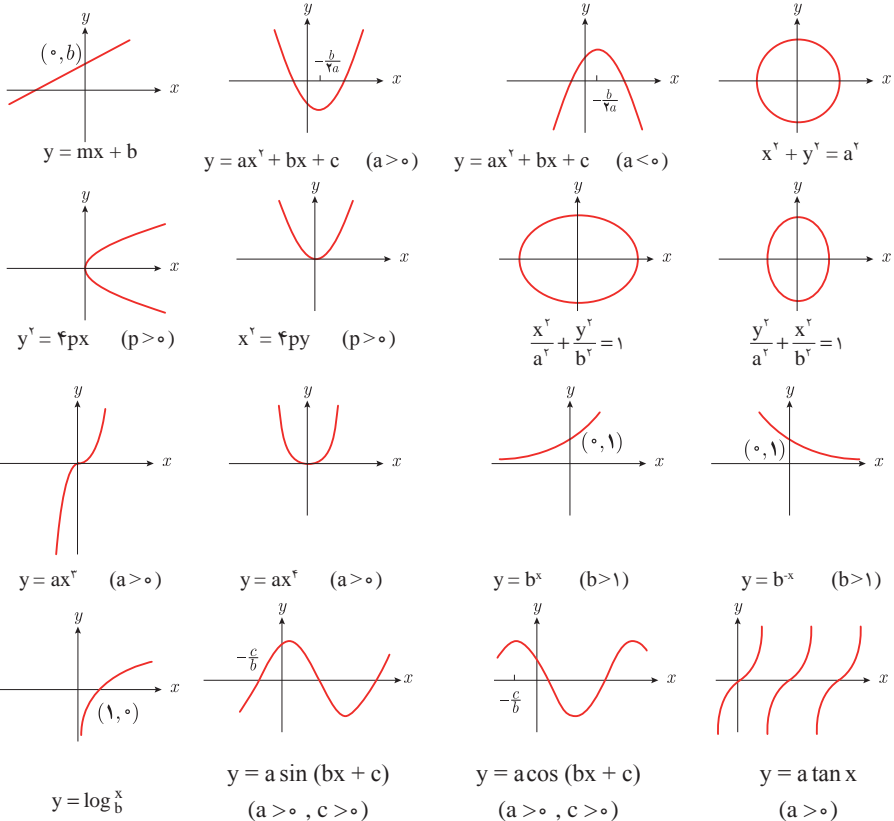 y y y y
(۰,b) x -b/۲a x -b/۲a x x
y = mx + b
y = ax۲ + bx + c (a>۰)
y = ax۲ + bx + c (a<۰)
x۲ + y۲ = a۲
y y y y
x x x x
y۲ = ۴px (p>۰)
x۲ = ۴py (p>۰)
x۲/a۲ + y۲/b۲ = ۱
y۲/a۲ + x۲/b۲ = ۱
y y y y
x x (۰,۱) x (۰,۱) x
y = ax۳ (a>۰)
y = ax۴ (a>۰)
y = bˣ (b>۱)
y = b⁻ˣ (b>۱)
y y y y
(۱,۰) x -c/b x -c/b x x
y = log x b
y = a sin (bx + c)
(a>۰ , c>۰)
y = acos (bx + c)
(a>۰ , c>۰)
y = a tan x
(a>۰)